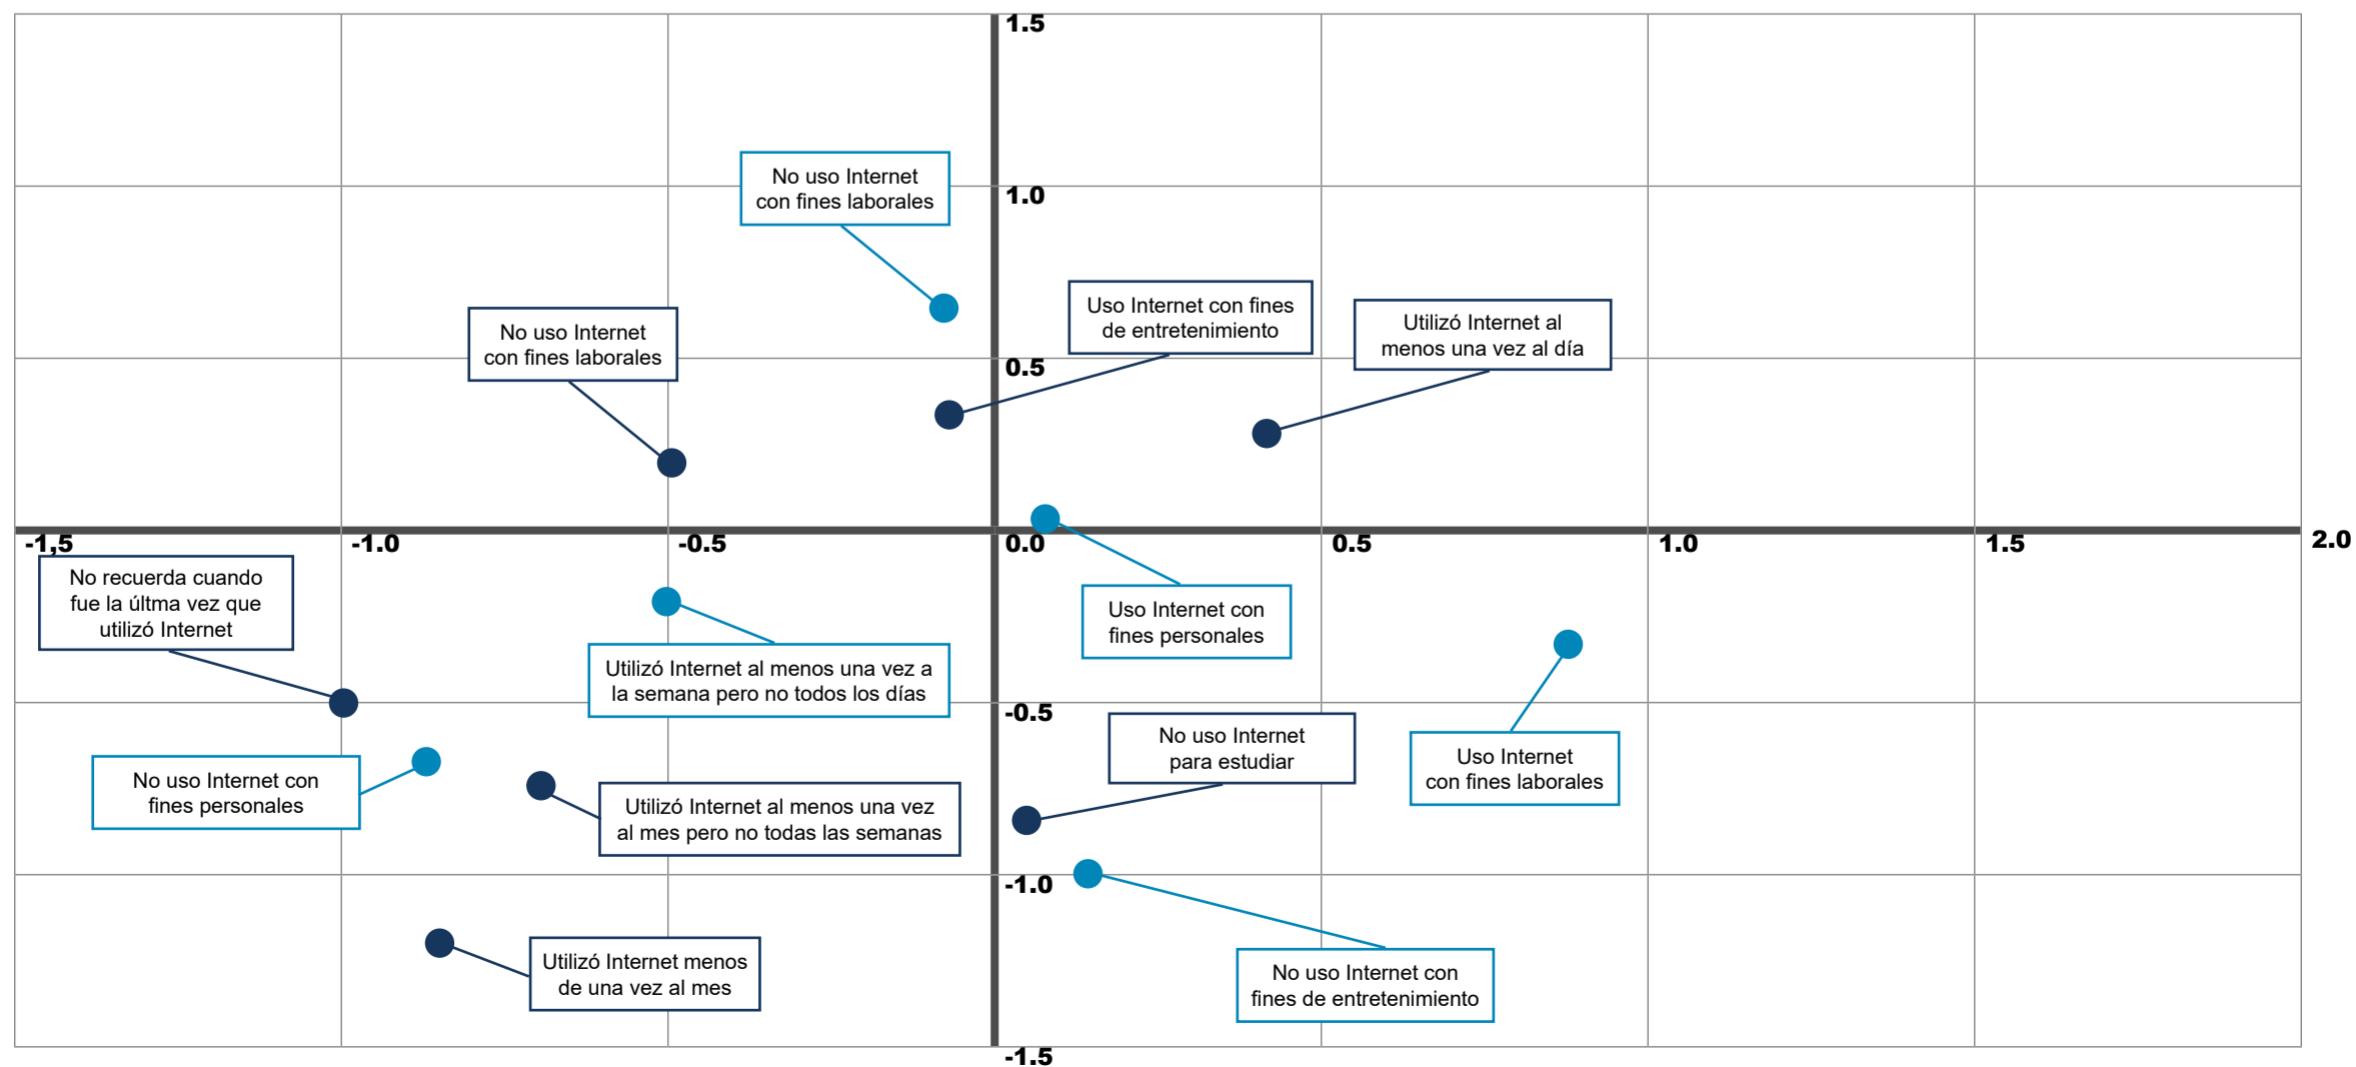 1.5
No uso Internet
con fines laborales
1.0
Uso Internet con fines
de entretenimiento
Utilizó Internet al
menos una vez al día
No uso Internet
con fines laborales
0.5
-1,5
-1.0
-0.5
0.0
0.5
1.0
1.5
2.0
No recuerda cuando
fue la últma vez que
utilizó Internet
Uso Internet con
fines personales
Utilizó Internet al menos una vez a
la semana pero no todos los días
-0.5
No uso Internet
para estudiar
Uso Internet
con fines laborales
No uso Internet con
fines personales
Utilizó Internet al menos una vez
al mes pero no todas las semanas
-1.0
Utilizó Internet menos
de una vez al mes
No uso Internet con
fines de entretenimiento
-1.5